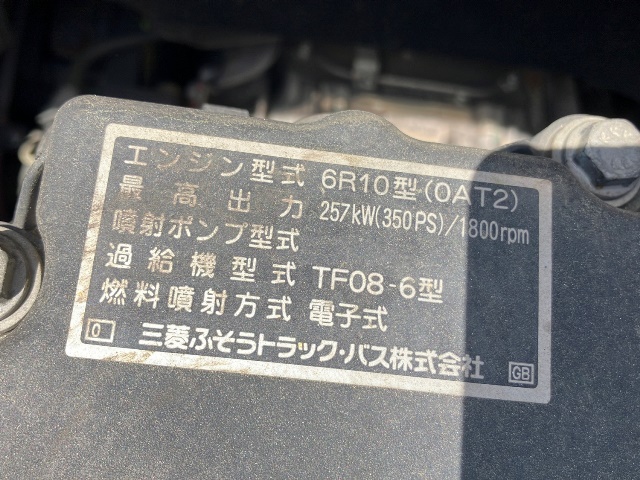 エンジン型式 6R10型(0AT2)
最高出力 257kW(350PS)/1800rpm
噴射ポンプ型式
過給機型式 TF08-6型
燃料噴射方式 電子式
0 三菱ふそうトラック・バス株式会社 GB